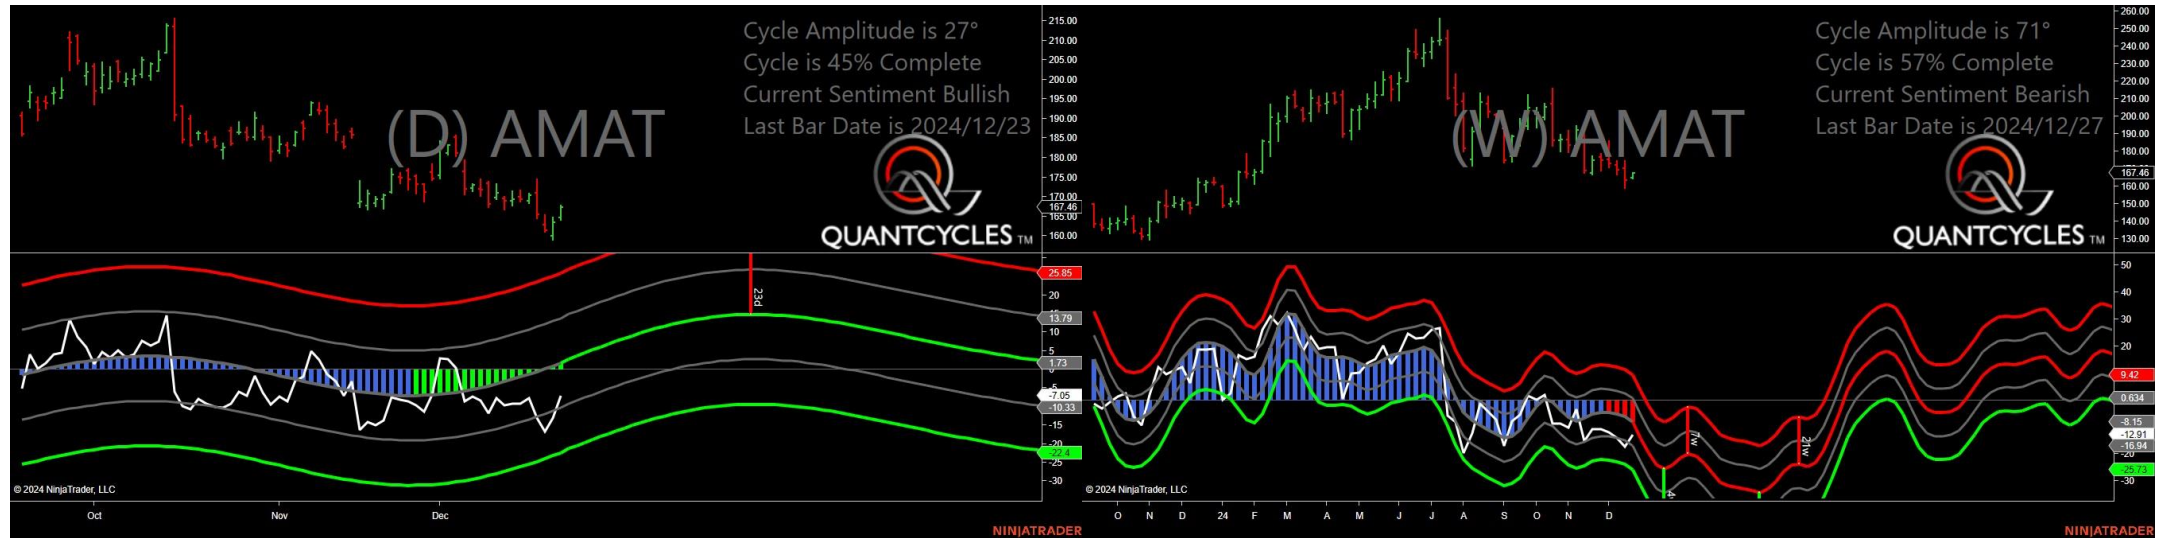 Cycle Amplitude is 27°
Cycle is 45% Complete
Current Sentiment Bullish
Last Bar Date is 2024/12/23
(D) AMAT
QUANTCYCLES TM
215.00
210.00
205.00
200.00
195.00
190.00
185.00
180.00
175.00
170.00
167.46
165.00
160.00
23d
25.85
20
13.79
10
5
1.73
0
-5
-7.05
-10.33
-15
-20
-22.4
-25
-30
© 2024 NinjaTrader, LLC
Oct Nov Dec
NINJATRADER
Cycle Amplitude is 71°
Cycle is 57% Complete
Current Sentiment Bearish
Last Bar Date is 2024/12/27
(W) AMAT
QUANTCYCLES TM
260.00
250.00
240.00
230.00
220.00
210.00
200.00
190.00
180.00
167.46
160.00
150.00
140.00
130.00
7w
21w
50
40
30
20
9.42
0.634
-8.15
-12.91
-16.94
-20
-25.73
-30
© 2024 NinjaTrader, LLC
O N D 24 F M A M J J A S O N D
NINJATRADER